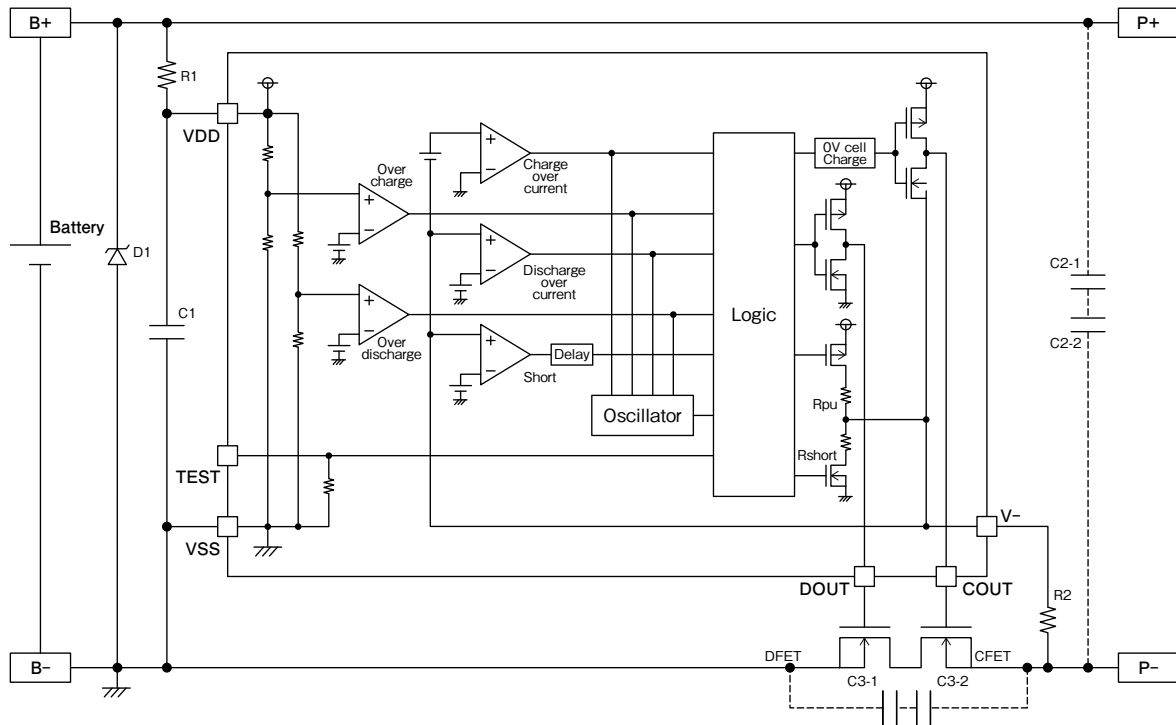 B+
P+
R1
VDD
Over
charge
+
−
+
−
Charge
over
current
0V cell
Charge
Battery
D1
+
−
Discharge
over
current
Logic
C2-1
C1
+
−
Over
discharge
+
−
Short
Delay
C2-2
Oscillator
Rpu
Rshort
TEST
VSS
V−
DOUT
COUT
R2
B−
DFET
CFET
C3-1
C3-2
P−